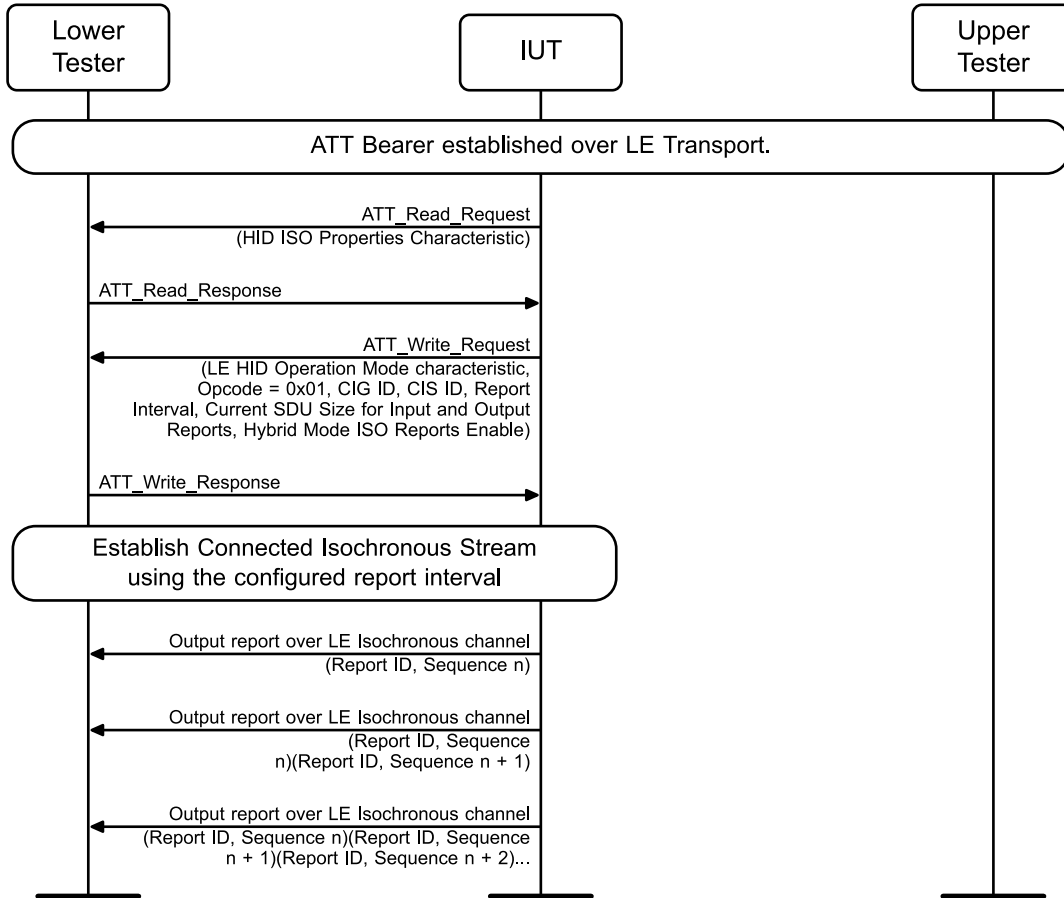 Lower
Tester
IUT
Upper
Tester
ATT Bearer established over LE Transport.
ATT_Read_Request
(HID ISO Properties Characteristic)
ATT_Read_Response
ATT_Write_Request
(LE HID Operation Mode characteristic,
Opcode = 0x01, CIG ID, CIS ID, Report
Interval, Current SDU Size for Input and Output
Reports, Hybrid Mode ISO Reports Enable)
ATT_Write_Response
Establish Connected Isochronous Stream
using the configured report interval
Output report over LE Isochronous channel
(Report ID, Sequence n)
Output report over LE Isochronous channel
(Report ID, Sequence
n)(Report ID, Sequence n + 1)
Output report over LE Isochronous channel
(Report ID, Sequence n)(Report ID, Sequence
n + 1)(Report ID, Sequence n + 2)...